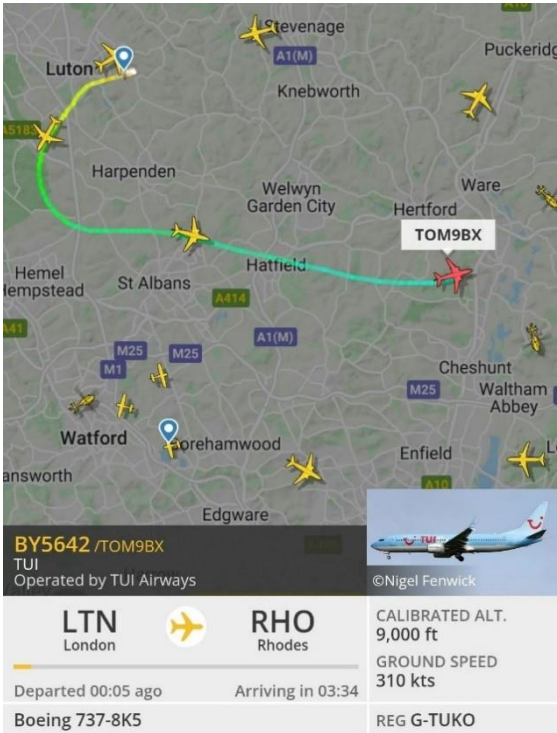 Stevenage
A10
Luton
A1(M)
Puckeridg
Knebworth
A5183
Harpenden
Welwyn
Garden City
Ware
Hertford
TOM9BX
Hatfield
Hemel
Hempstead
St Albans
A414
A41
A1(M)
M25
M25
M1
Cheshunt
M25
Waltham
Abbey
Watford
Borehamwood
Enfield
answorth
A10
Edgware
BY5642 /TOM9BX
TUI
Operated by TUI Airways
TUI
©Nigel Fenwick
LTN
London
RHO
Rhodes
CALIBRATED ALT.
9,000 ft
GROUND SPEED
310 kts
Departed 00:05 ago
Arriving in 03:34
Boeing 737-8K5
REG G-TUKO